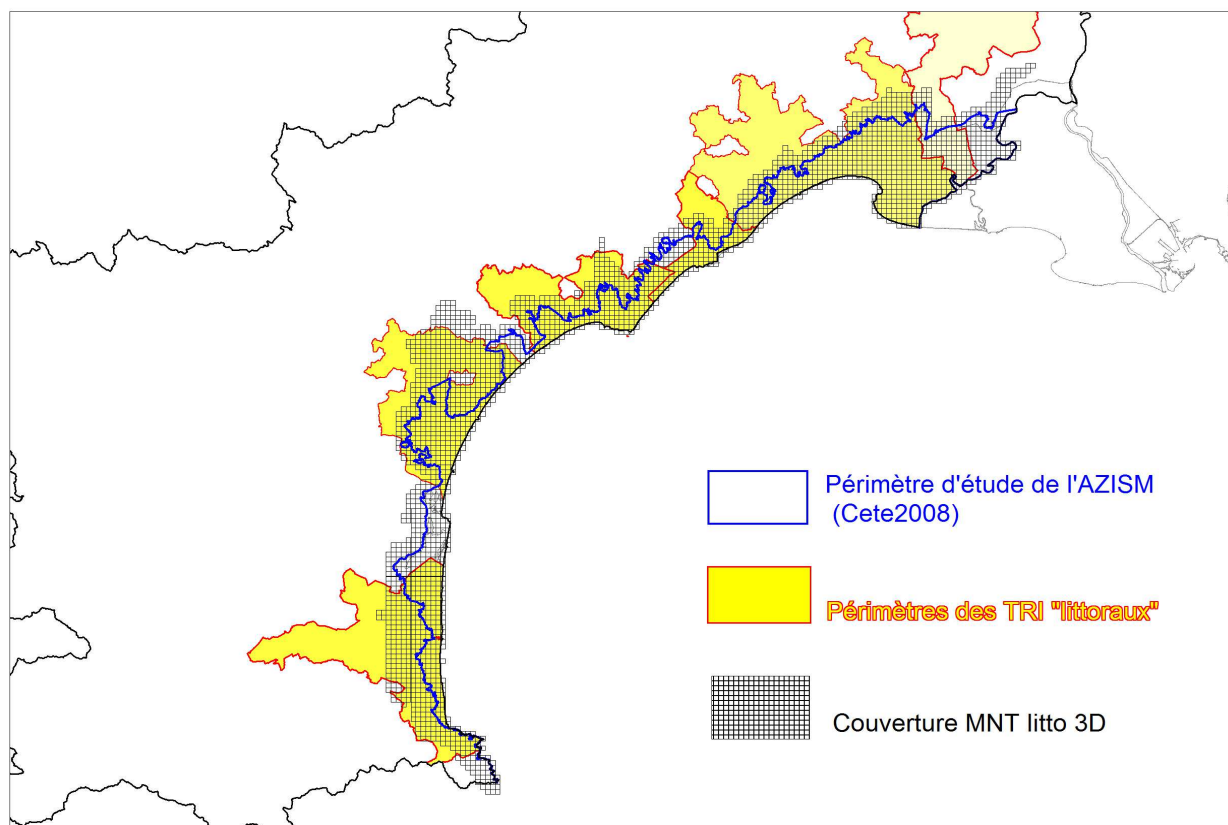 Périmètre d'étude de l'AZISM
(Cete2008)
Périmètres des TRI "littoraux"
Couverture MNT litto 3D